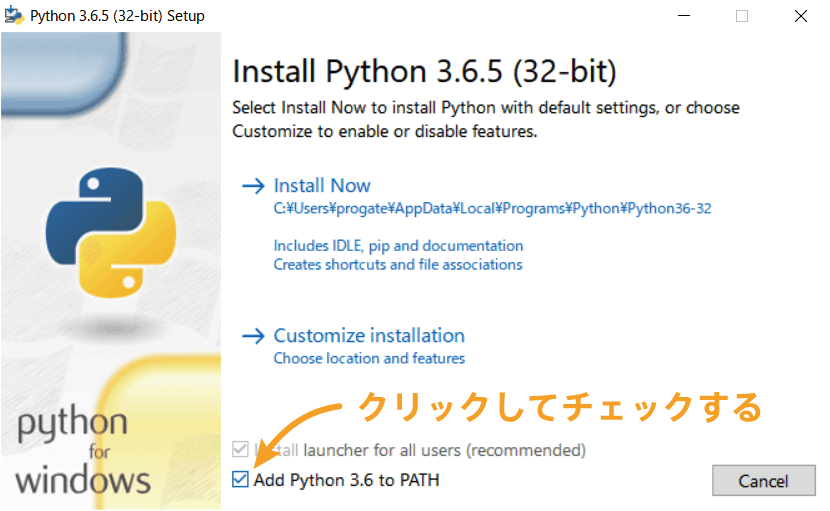 Python 3.6.5 (32-bit) Setup
Install Python 3.6.5 (32-bit)
Select Install Now to install Python with default settings, or choose
Customize to enable or disable features.
Install Now
C:¥Users¥progate¥AppData¥Local¥Programs¥Python¥Python36-32
Includes IDLE, pip and documentation
Creates shortcuts and file associations
Customize installation
Choose location and features
クリックしてチェックする
Install launcher for all users (recommended)
Add Python 3.6 to PATH
Cancel
python
for
windows